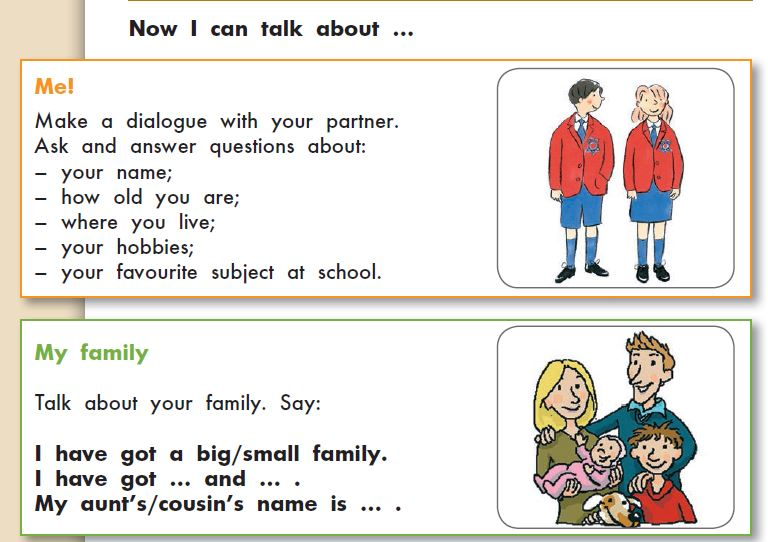 Now I can talk about ...
Me!
Make a dialogue with your partner.
Ask and answer questions about:
– your name;
– how old you are;
– where you live;
– your hobbies;
– your favourite subject at school.
My family
Talk about your family. Say:
I have got a big/small family.
I have got ... and ... .
My aunt's/cousin's name is ... .